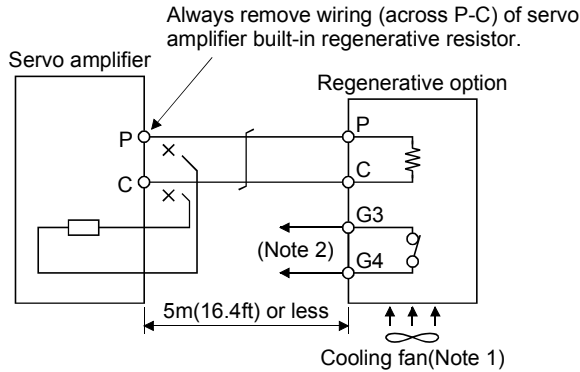 Always remove wiring (across P-C) of servo
amplifier built-in regenerative resistor.
Servo amplifier
Regenerative option
P
P
C
C
G3
(Note 2)
G4
5m(16.4ft) or less
Cooling fan(Note 1)